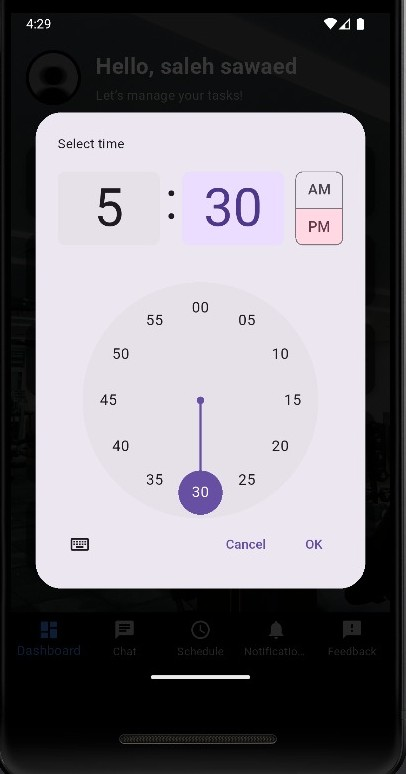 4:29
Hello, saleh sawaed
Let's manage your tasks!
Select time
5 : 30
AM
PM
00
55 05
50 10
45 15
40 20
35 25
30
Cancel OK
Dashboard Chat Schedule Notificatio... Feedback